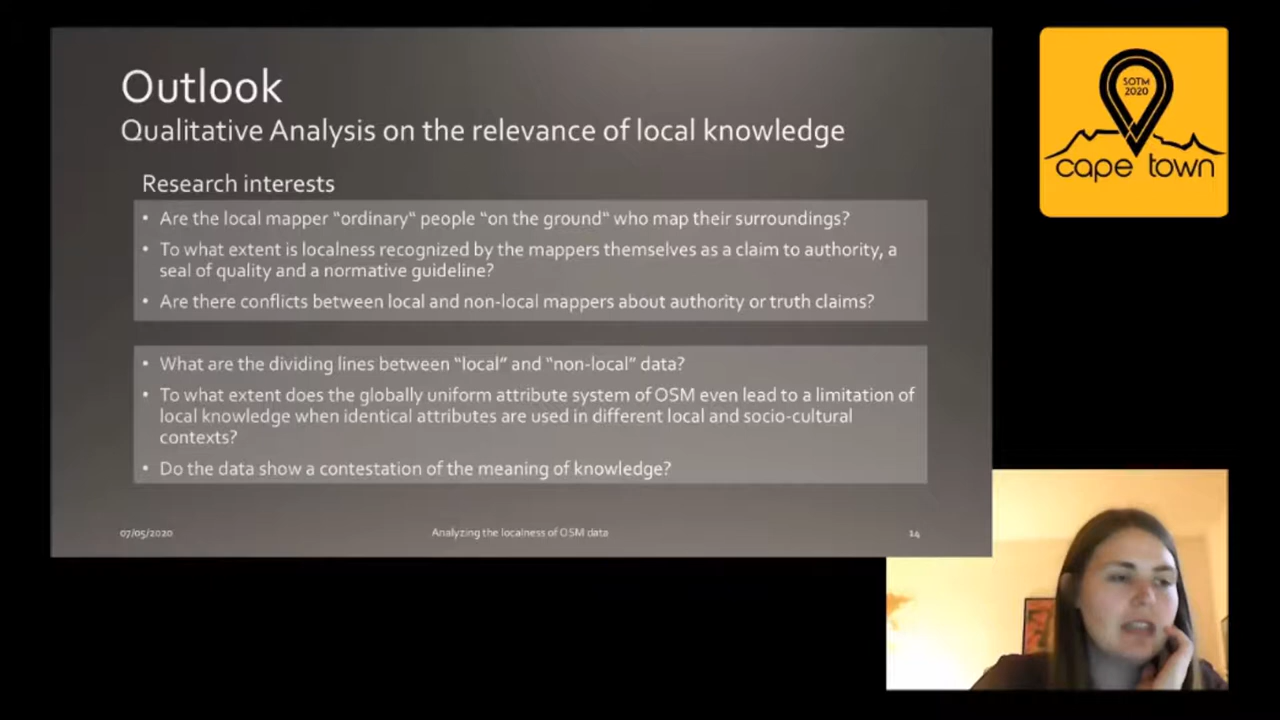 Outlook
Qualitative Analysis on the relevance of local knowledge
Research interests
• Are the local mapper "ordinary" people "on the ground" who map their surroundings?
• To what extent is localness recognized by the mappers themselves as a claim to authority, a
seal of quality and a normative guideline?
• Are there conflicts between local and non-local mappers about authority or truth claims?
• What are the dividing lines between "local" and "non-local" data?
• To what extent does the globally uniform attribute system of OSM even lead to a limitation of
local knowledge when identical attributes are used in different local and socio-cultural
contexts?
• Do the data show a contestation of the meaning of knowledge?
07/05/2020
Analyzing the localness of OSM data
14
SOTM
2020
cape town